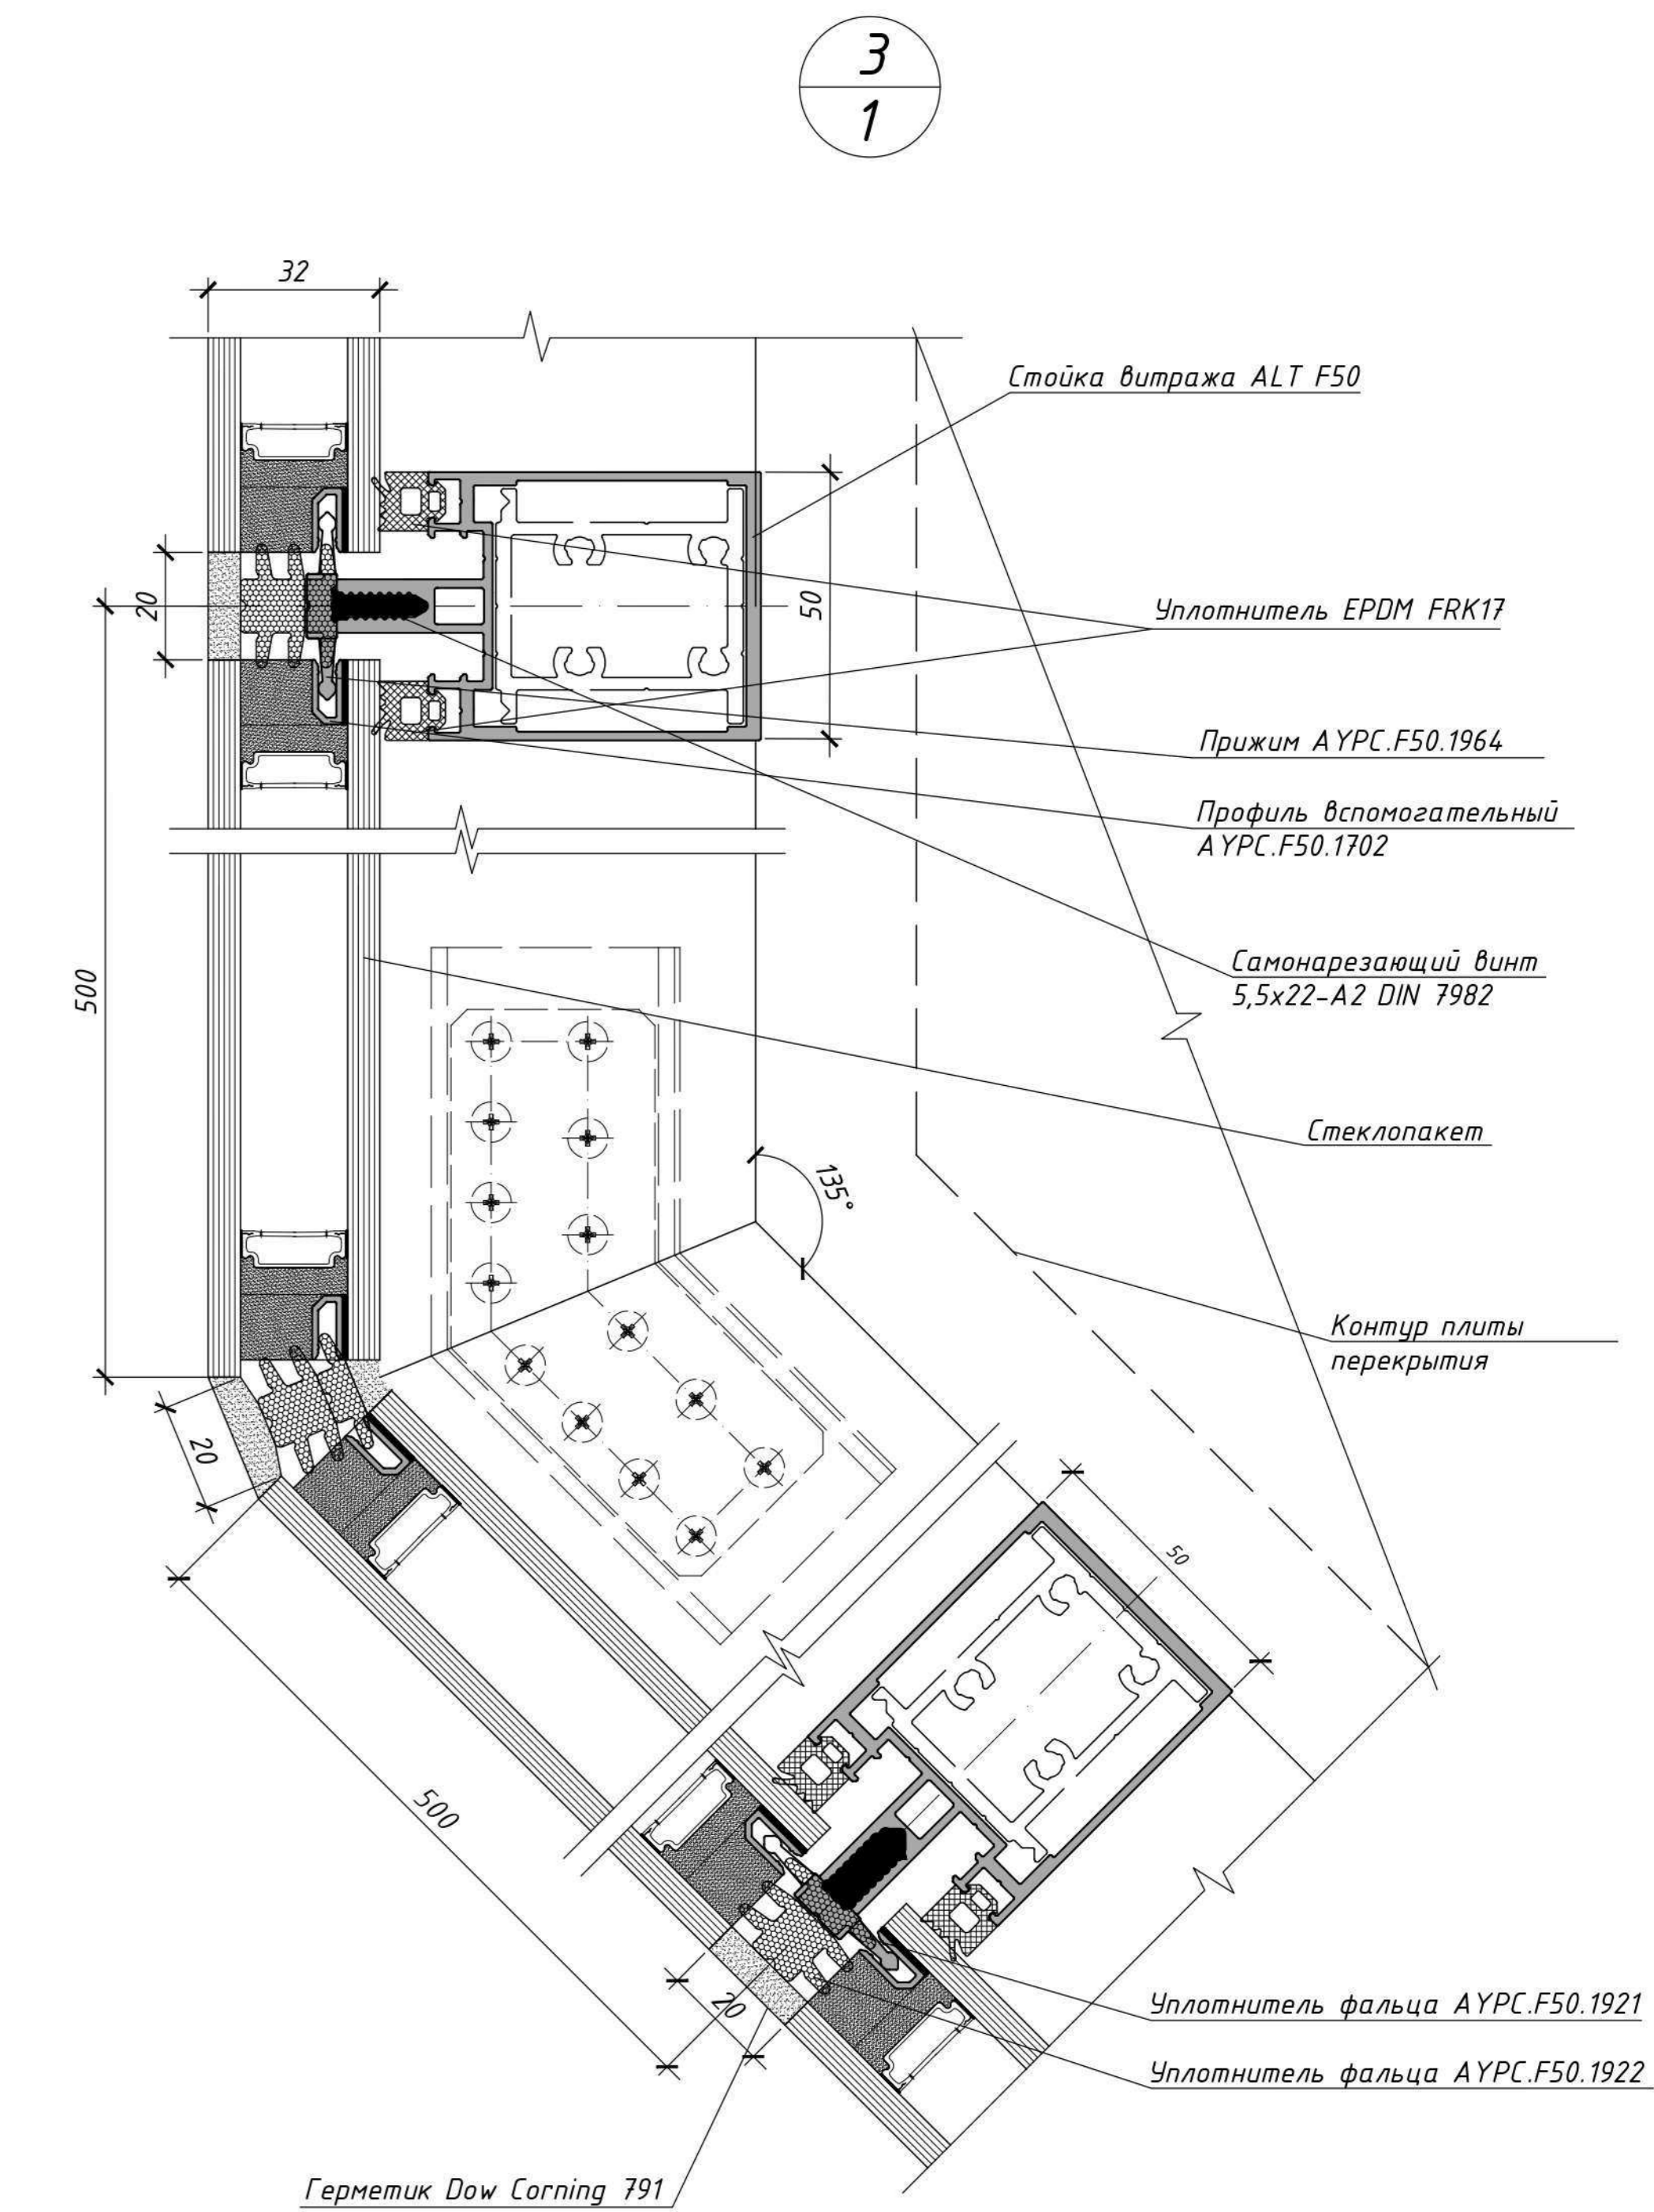 3
1
32
Стойка витража ALT F50
20
50
Уплотнитель EPDM FRK17
Прижим AYPC.F50.1964
Профиль вспомогательный
AYPC.F50.1702
500
Самонарезающий винт
5,5x22-A2 DIN 7982
Стеклопакет
135°
Контур плиты
перекрытия
20
50
500
20
Уплотнитель фальца AYPC.F50.1921
Уплотнитель фальца AYPC.F50.1922
Герметик Dow Corning 791